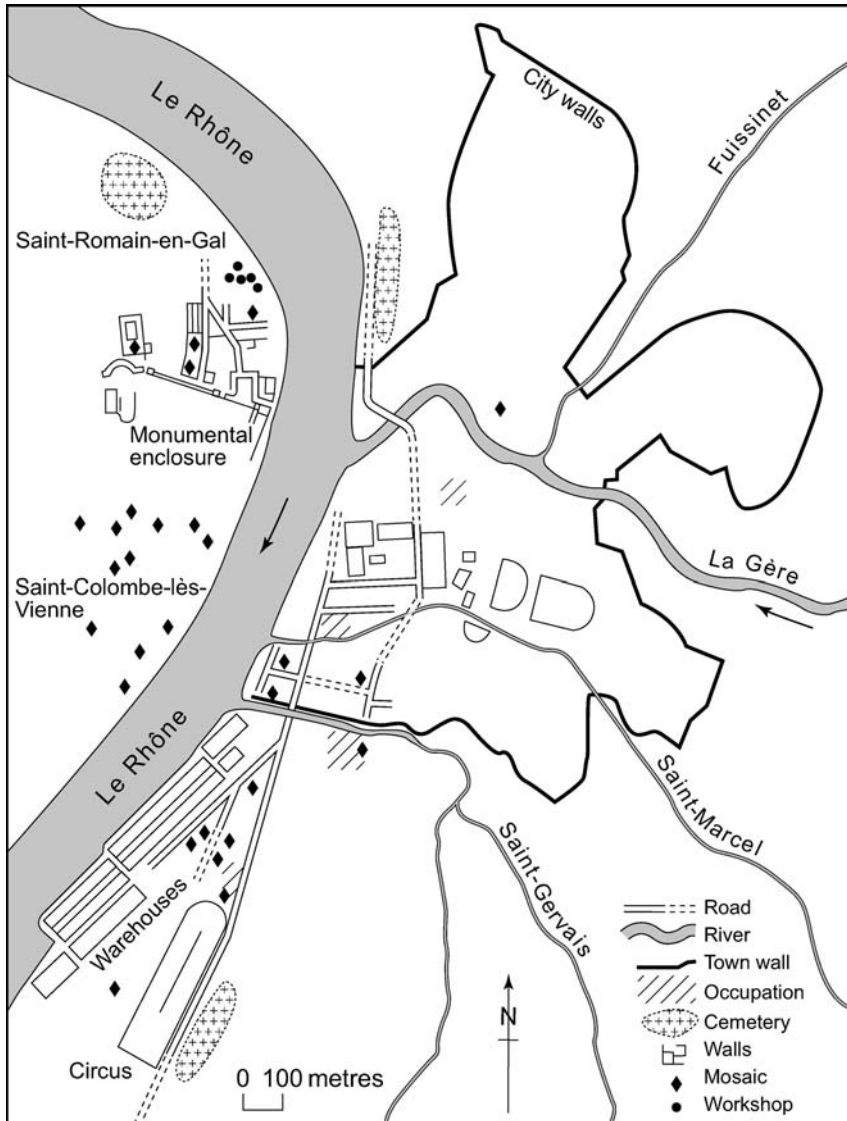 Le Rhône
City walls
Fuissinet
Saint-Romain-en-Gal
Monumental
enclosure
La Gère
Saint-Colombe-lès-
Vienne
Le Rhône
Saint-Marcel
Saint-Gervais
Warehouses
Circus
0 100 metres
N
Road
River
Town wall
Occupation
Cemetery
Walls
Mosaic
Workshop